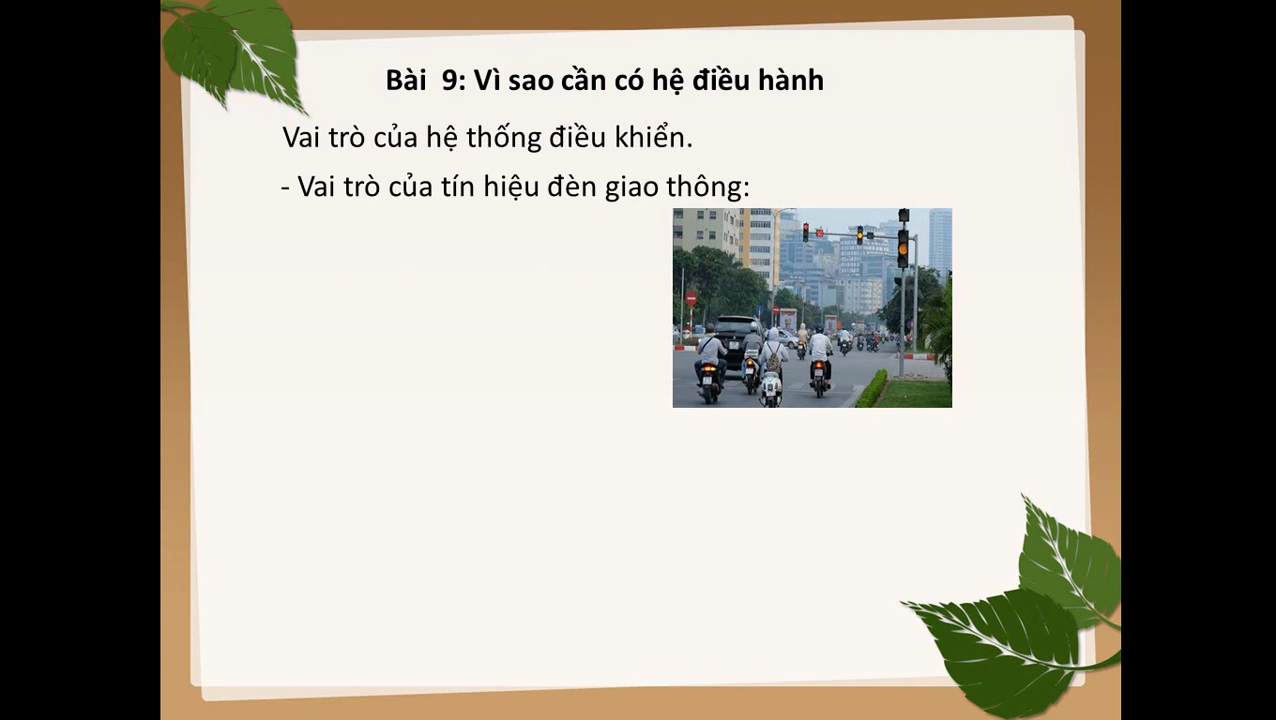 Bài 9: Vì sao cần có hệ điều hành
Vai trò của hệ thống điều khiển.
- Vai trò của tín hiệu đèn giao thông: